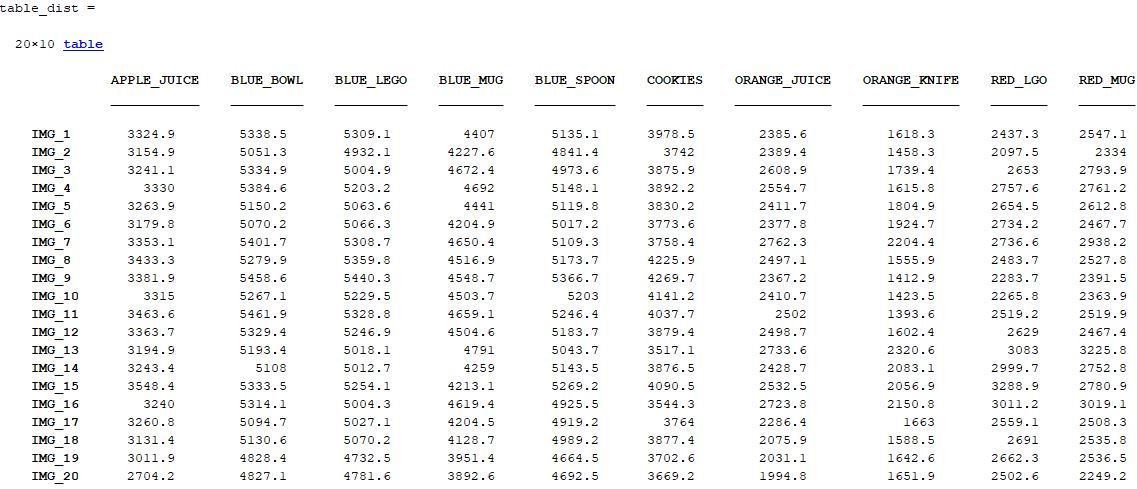 table_dist =
20×10 table
APPLE_JUICE BLUE_BOWL BLUE_LEGO BLUE_MUG BLUE_SPOON COOKIES ORANGE_JUICE ORANGE_KNIFE RED_LGO RED_MUG
IMG_1 3324.9 5338.5 5309.1 4407 5135.1 3978.5 2385.6 1618.3 2437.3 2547.1
IMG_2 3154.9 5051.3 4932.1 4227.6 4841.4 3742 2389.4 1458.3 2097.5 2334
IMG_3 3241.1 5334.9 5004.9 4672.4 4973.6 3875.9 2608.9 1739.4 2653 2793.9
IMG_4 3330 5384.6 5203.2 4692 5148.1 3892.2 2554.7 1615.8 2757.6 2761.2
IMG_5 3263.9 5150.2 5063.6 4441 5119.8 3830.2 2411.7 1804.9 2654.5 2612.8
IMG_6 3179.8 5070.2 5066.3 4204.9 5017.2 3773.6 2377.8 1924.7 2734.2 2467.7
IMG_7 3353.1 5401.7 5308.7 4650.4 5109.3 3758.4 2762.3 2204.4 2736.6 2938.2
IMG_8 3433.3 5279.9 5359.8 4516.9 5173.7 4225.9 2497.1 1555.9 2483.7 2527.8
IMG_9 3381.9 5458.6 5440.3 4548.7 5366.7 4269.7 2367.2 1412.9 2283.7 2391.5
IMG_10 3315 5267.1 5229.5 4503.7 5203 4141.2 2410.7 1423.5 2265.8 2363.9
IMG_11 3463.6 5461.9 5328.8 4659.1 5246.4 4037.7 2502 1393.6 2519.2 2519.9
IMG_12 3363.7 5329.4 5246.9 4504.6 5183.7 3879.4 2498.7 1602.4 2629 2467.4
IMG_13 3194.9 5193.4 5018.1 4791 5043.7 3517.1 2733.6 2320.6 3083 3225.8
IMG_14 3243.4 5108 5012.7 4259 5143.5 3876.5 2428.7 2083.1 2999.7 2752.8
IMG_15 3548.4 5333.5 5254.1 4213.1 5269.2 4090.5 2532.5 2056.9 3288.9 2780.9
IMG_16 3240 5314.1 5004.3 4619.4 4925.5 3544.3 2723.8 2150.8 3011.2 3019.1
IMG_17 3260.8 5094.7 5027.1 4204.5 4919.2 3764 2286.4 1663 2559.1 2508.3
IMG_18 3131.4 5130.6 5070.2 4128.7 4989.2 3877.4 2075.9 1588.5 2691 2535.8
IMG_19 3011.9 4828.4 4732.5 3951.4 4664.5 3702.6 2031.1 1642.6 2662.3 2536.5
IMG_20 2704.2 4827.1 4781.6 3892.6 4692.5 3669.2 1994.8 1651.9 2502.6 2249.2